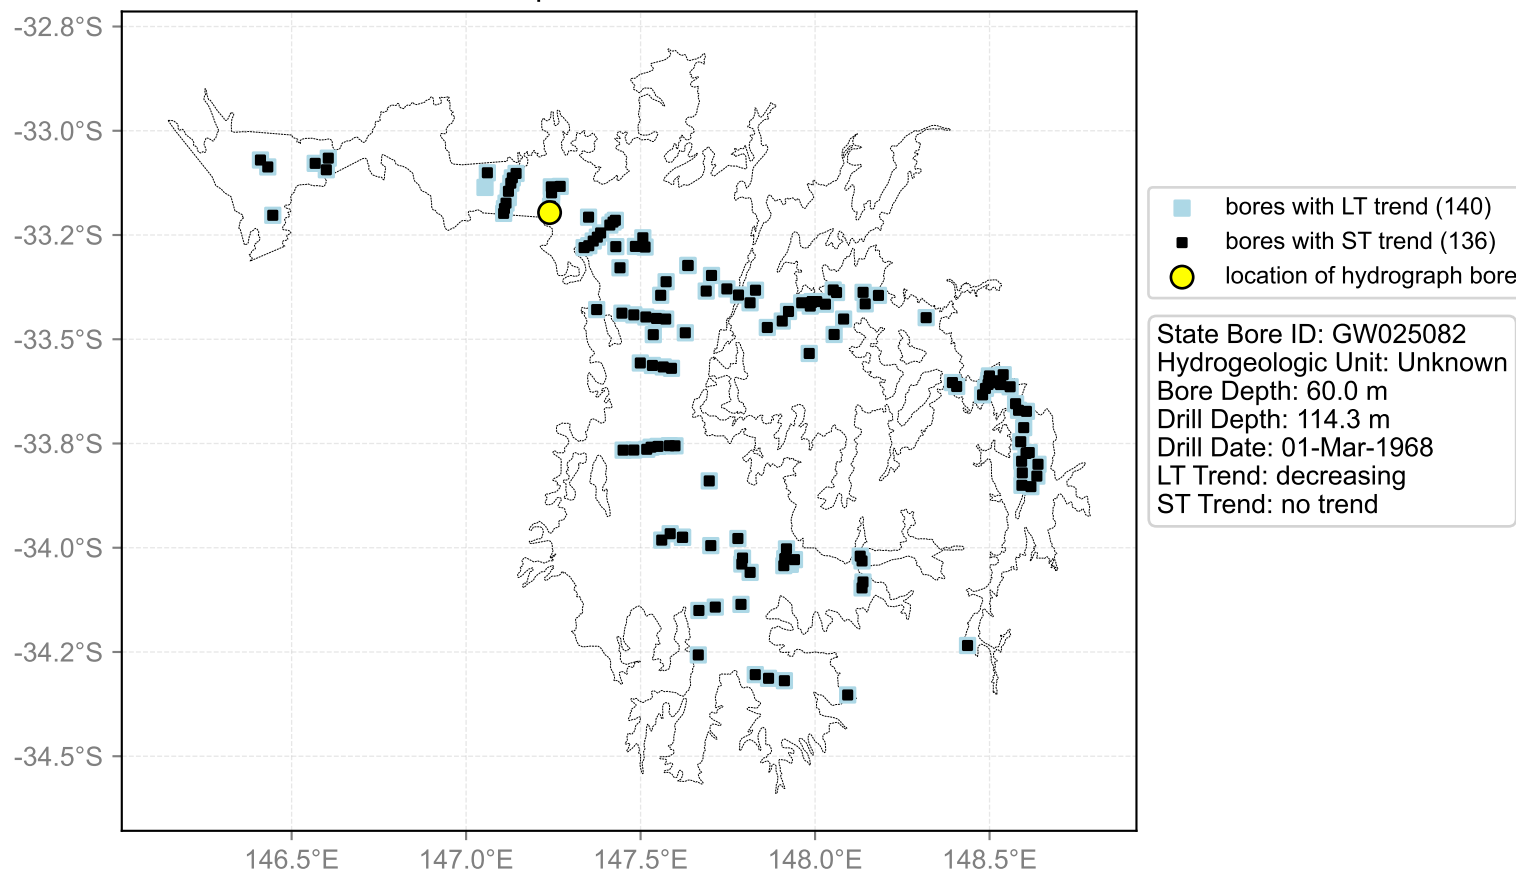 -32.8°S
-33.0°S
-33.2°S
-33.5°S
-33.8°S
-34.0°S
-34.2°S
-34.5°S
146.5°E
147.0°E
147.5°E
148.0°E
148.5°E
bores with LT trend (140)
bores with ST trend (136)
location of hydrograph bore
State Bore ID: GW025082
Hydrogeologic Unit: Unknown
Bore Depth: 60.0 m
Drill Depth: 114.3 m
Drill Date: 01-Mar-1968
LT Trend: decreasing
ST Trend: no trend